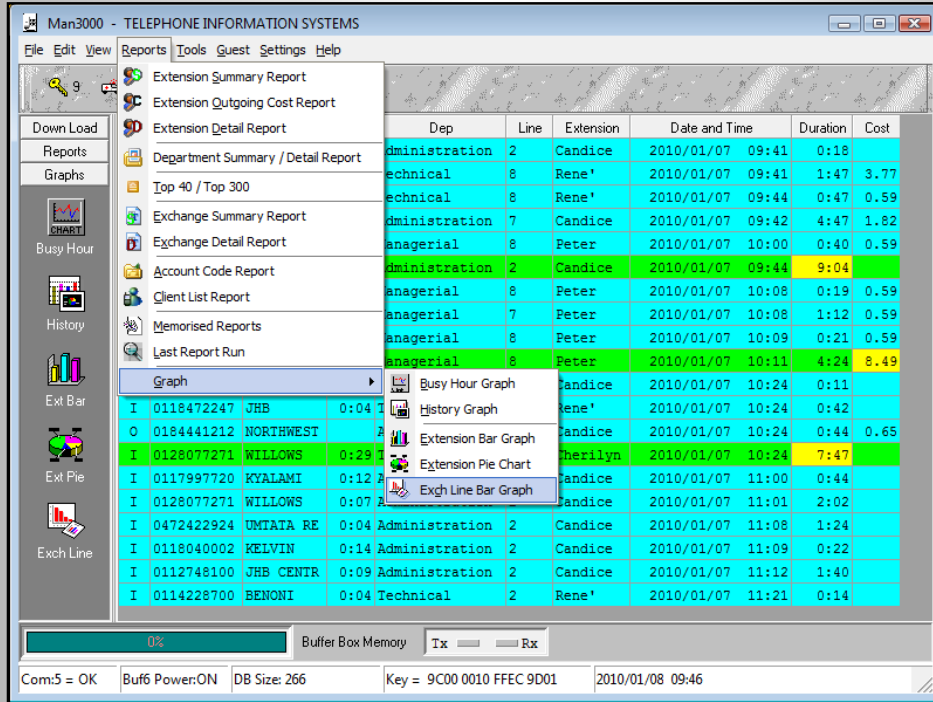 Man3000 - TELEPHONE INFORMATION SYSTEMS
File Edit View Reports Tools Guest Settings Help
9
Extension Summary Report
Extension Outgoing Cost Report
Extension Detail Report
Department Summary / Detail Report
Top 40 / Top 300
Exchange Summary Report
Exchange Detail Report
Account Code Report
Client List Report
Memorised Reports
Last Report Run
Graph
Busy Hour Graph
History Graph
Extension Bar Graph
Extension Pie Chart
Exch Line Bar Graph
Down Load
Reports
Graphs
CHART
Busy Hour
History
Ext Bar
Ext Pie
Exch Line
Dep Line Extension Date and Time Duration Cost
dministration 2 Candice 2010/01/07 09:41 0:18
echnical 8 Rene' 2010/01/07 09:41 1:47 3.77
echnical 8 Rene' 2010/01/07 09:44 0:47 0.59
dministration 7 Candice 2010/01/07 09:42 4:47 1.82
anagerial 8 Peter 2010/01/07 10:00 0:40 0.59
dministration 2 Candice 2010/01/07 09:44 9:04
anagerial 8 Peter 2010/01/07 10:08 0:19 0.59
anagerial 7 Peter 2010/01/07 10:08 1:12 0.59
anagerial 8 Peter 2010/01/07 10:09 0:21 0.59
anagerial 8 Peter 2010/01/07 10:11 4:24 8.49
Candice 2010/01/07 10:24 0:11
I 0118472247 JHB 0:04 Rene' 2010/01/07 10:24 0:42
O 0184441212 NORTHWEST Candice 2010/01/07 10:24 0:44 0.65
I 0128077271 WILLOWS 0:29 Cherilyn 2010/01/07 10:24 7:47
I 0117997720 KYALAMI 0:12 Candice 2010/01/07 11:00 0:44
I 0128077271 WILLOWS 0:07 Administration 2 Candice 2010/01/07 11:01 2:02
I 0472422924 UMTATA RE 0:04 Administration 2 Candice 2010/01/07 11:08 1:24
I 0118040002 KELVIN 0:14 Administration 2 Candice 2010/01/07 11:09 0:22
I 0112748100 JHB CENTR 0:09 Administration 2 Candice 2010/01/07 11:12 1:40
I 0114228700 BENONI 0:04 Technical 2 Rene' 2010/01/07 11:21 0:14
0% Buffer Box Memory Tx Rx
Com:5 = OK Buf6 Power:ON DB Size: 266 Key = 9C00 0010 FFEC 9D01 2010/01/08 09:46